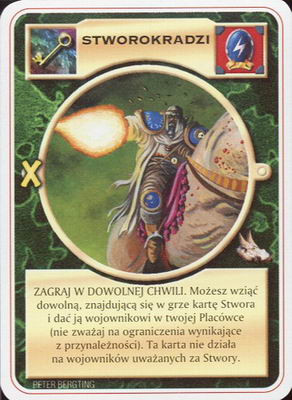 STWOROKRADZI
X
ZAGRAJ W DOWOLNEJ CHWILI. Możesz wziąć
dowolną, znajdującą się w grze kartę Stwora
i dać ją wojownikowi w twojej Placówce
(nie zważaj na ograniczenia wynikające
z przynależności). Ta karta nie działa
na wojowników uważanych za Stwory.
PETER BERGTING